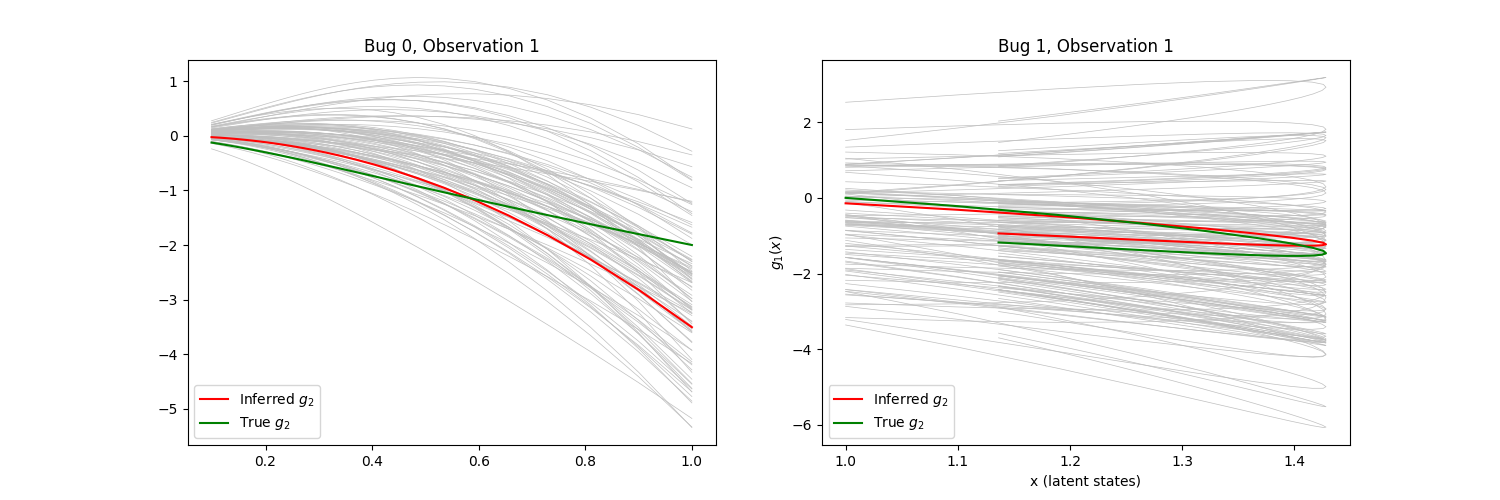 Bug 0, Observation 1
1
0
−1
−2
−3
−4
−5
0.2 0.4 0.6 0.8 1.0
Inferred g₂
True g₂
Bug 1, Observation 1
2
0
−2
−4
−6
g₁(x)
1.0 1.1 1.2 1.3 1.4
x (latent states)
Inferred g₂
True g₂